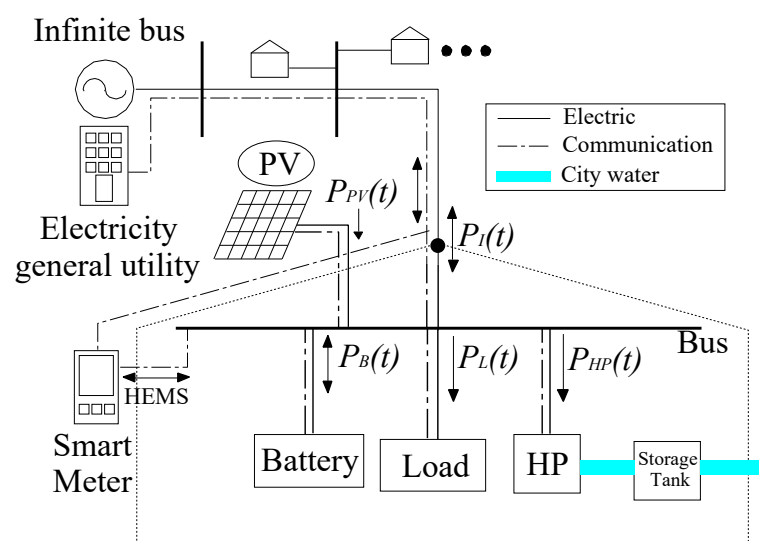 Infinite bus
Electric
Communication
City water
PV
P_PV(t)
P_I(t)
Electricity
general utility
Bus
P_B(t)
P_L(t)
P_HP(t)
HEMS
Smart
Meter
Battery
Load
HP
Storage
Tank